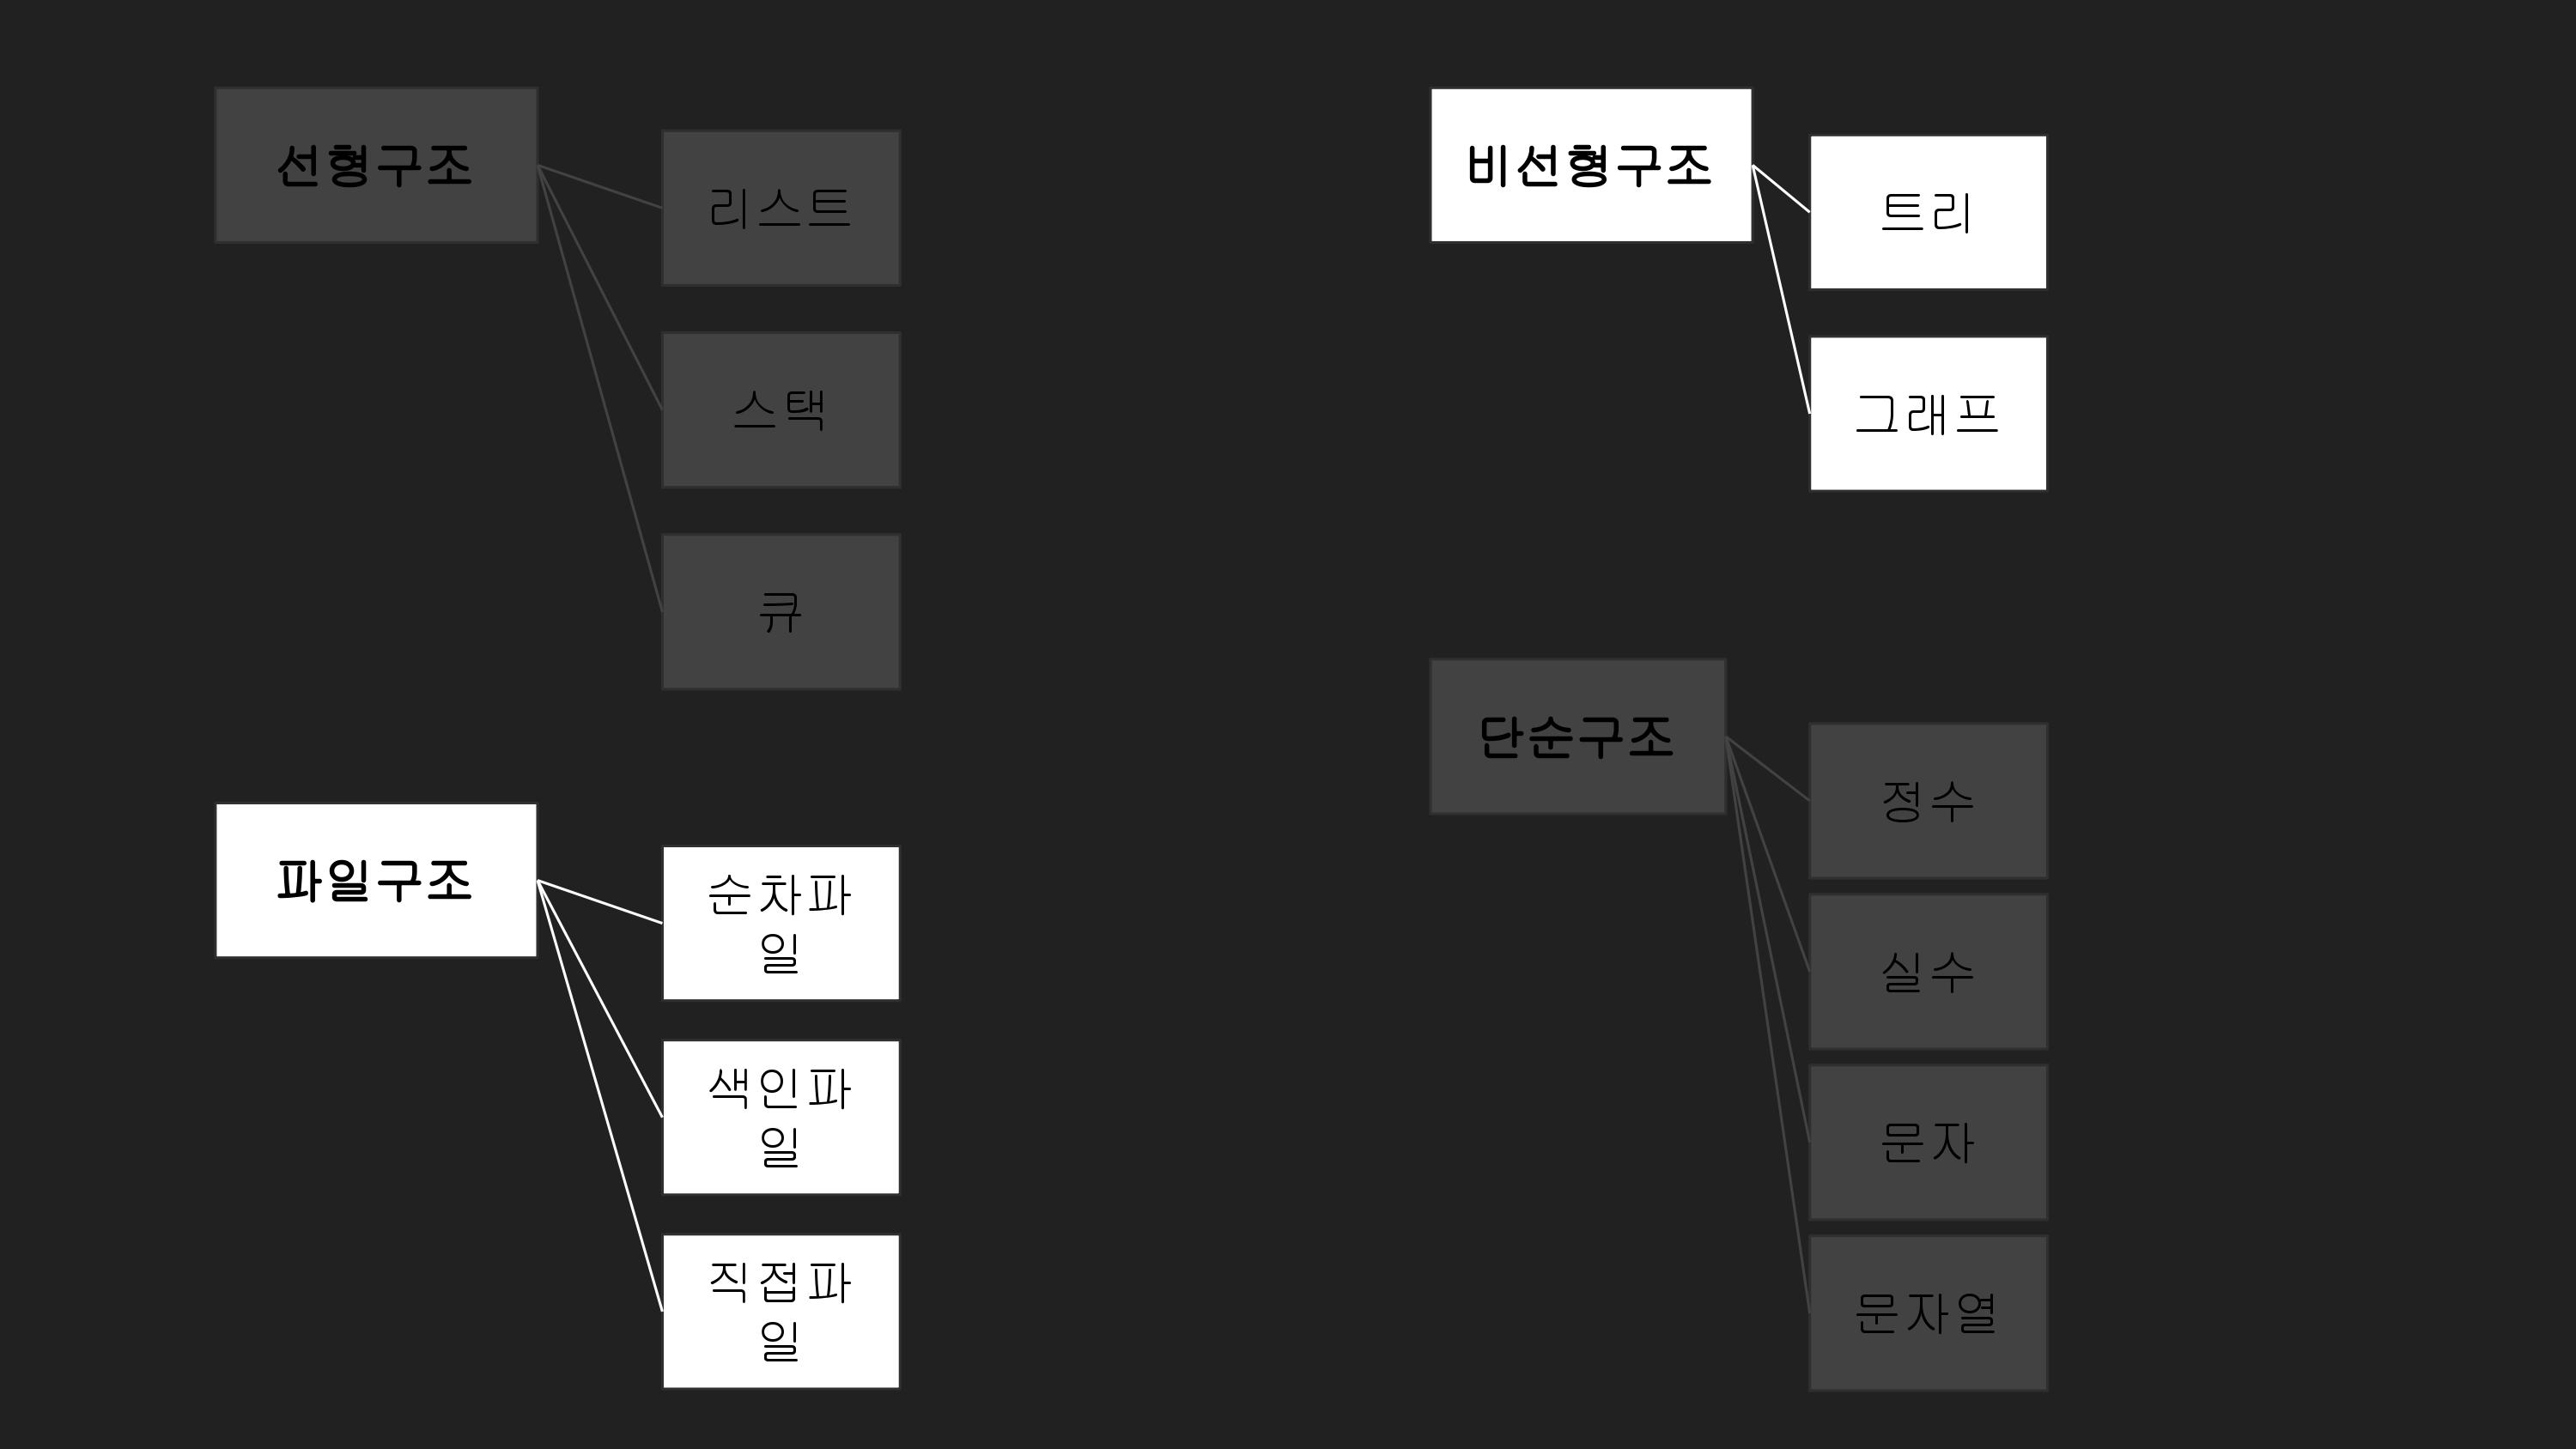 선형구조
리스트
스택
큐
비선형구조
트리
그래프
파일구조
순차파
일
색인파
일
직접파
일
단순구조
정수
실수
문자
문자열